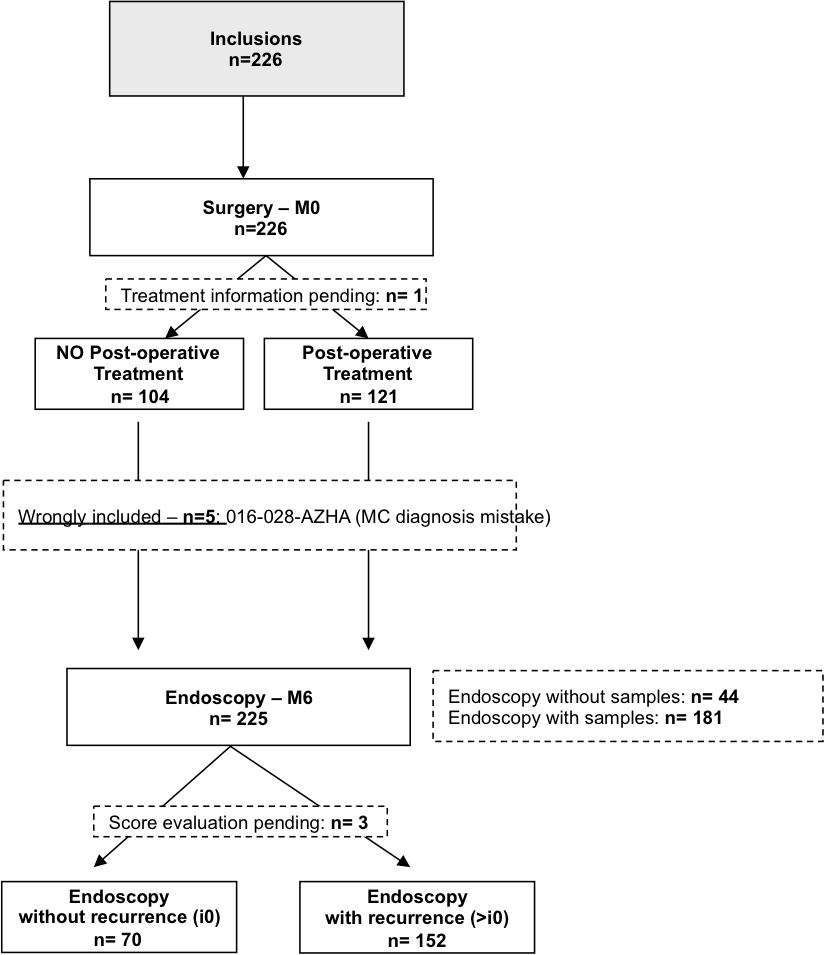 Inclusions
n=226
Surgery – M0
n=226
Treatment information pending: n= 1
NO Post-operative
Treatment
n= 104
Post-operative
Treatment
n= 121
Wrongly included – n=5: 016-028-AZHA (MC diagnosis mistake)
Endoscopy – M6
n= 225
Endoscopy without samples: n= 44
Endoscopy with samples: n= 181
Score evaluation pending: n= 3
Endoscopy
without recurrence (i0)
n= 70
Endoscopy
with recurrence (>i0)
n= 152